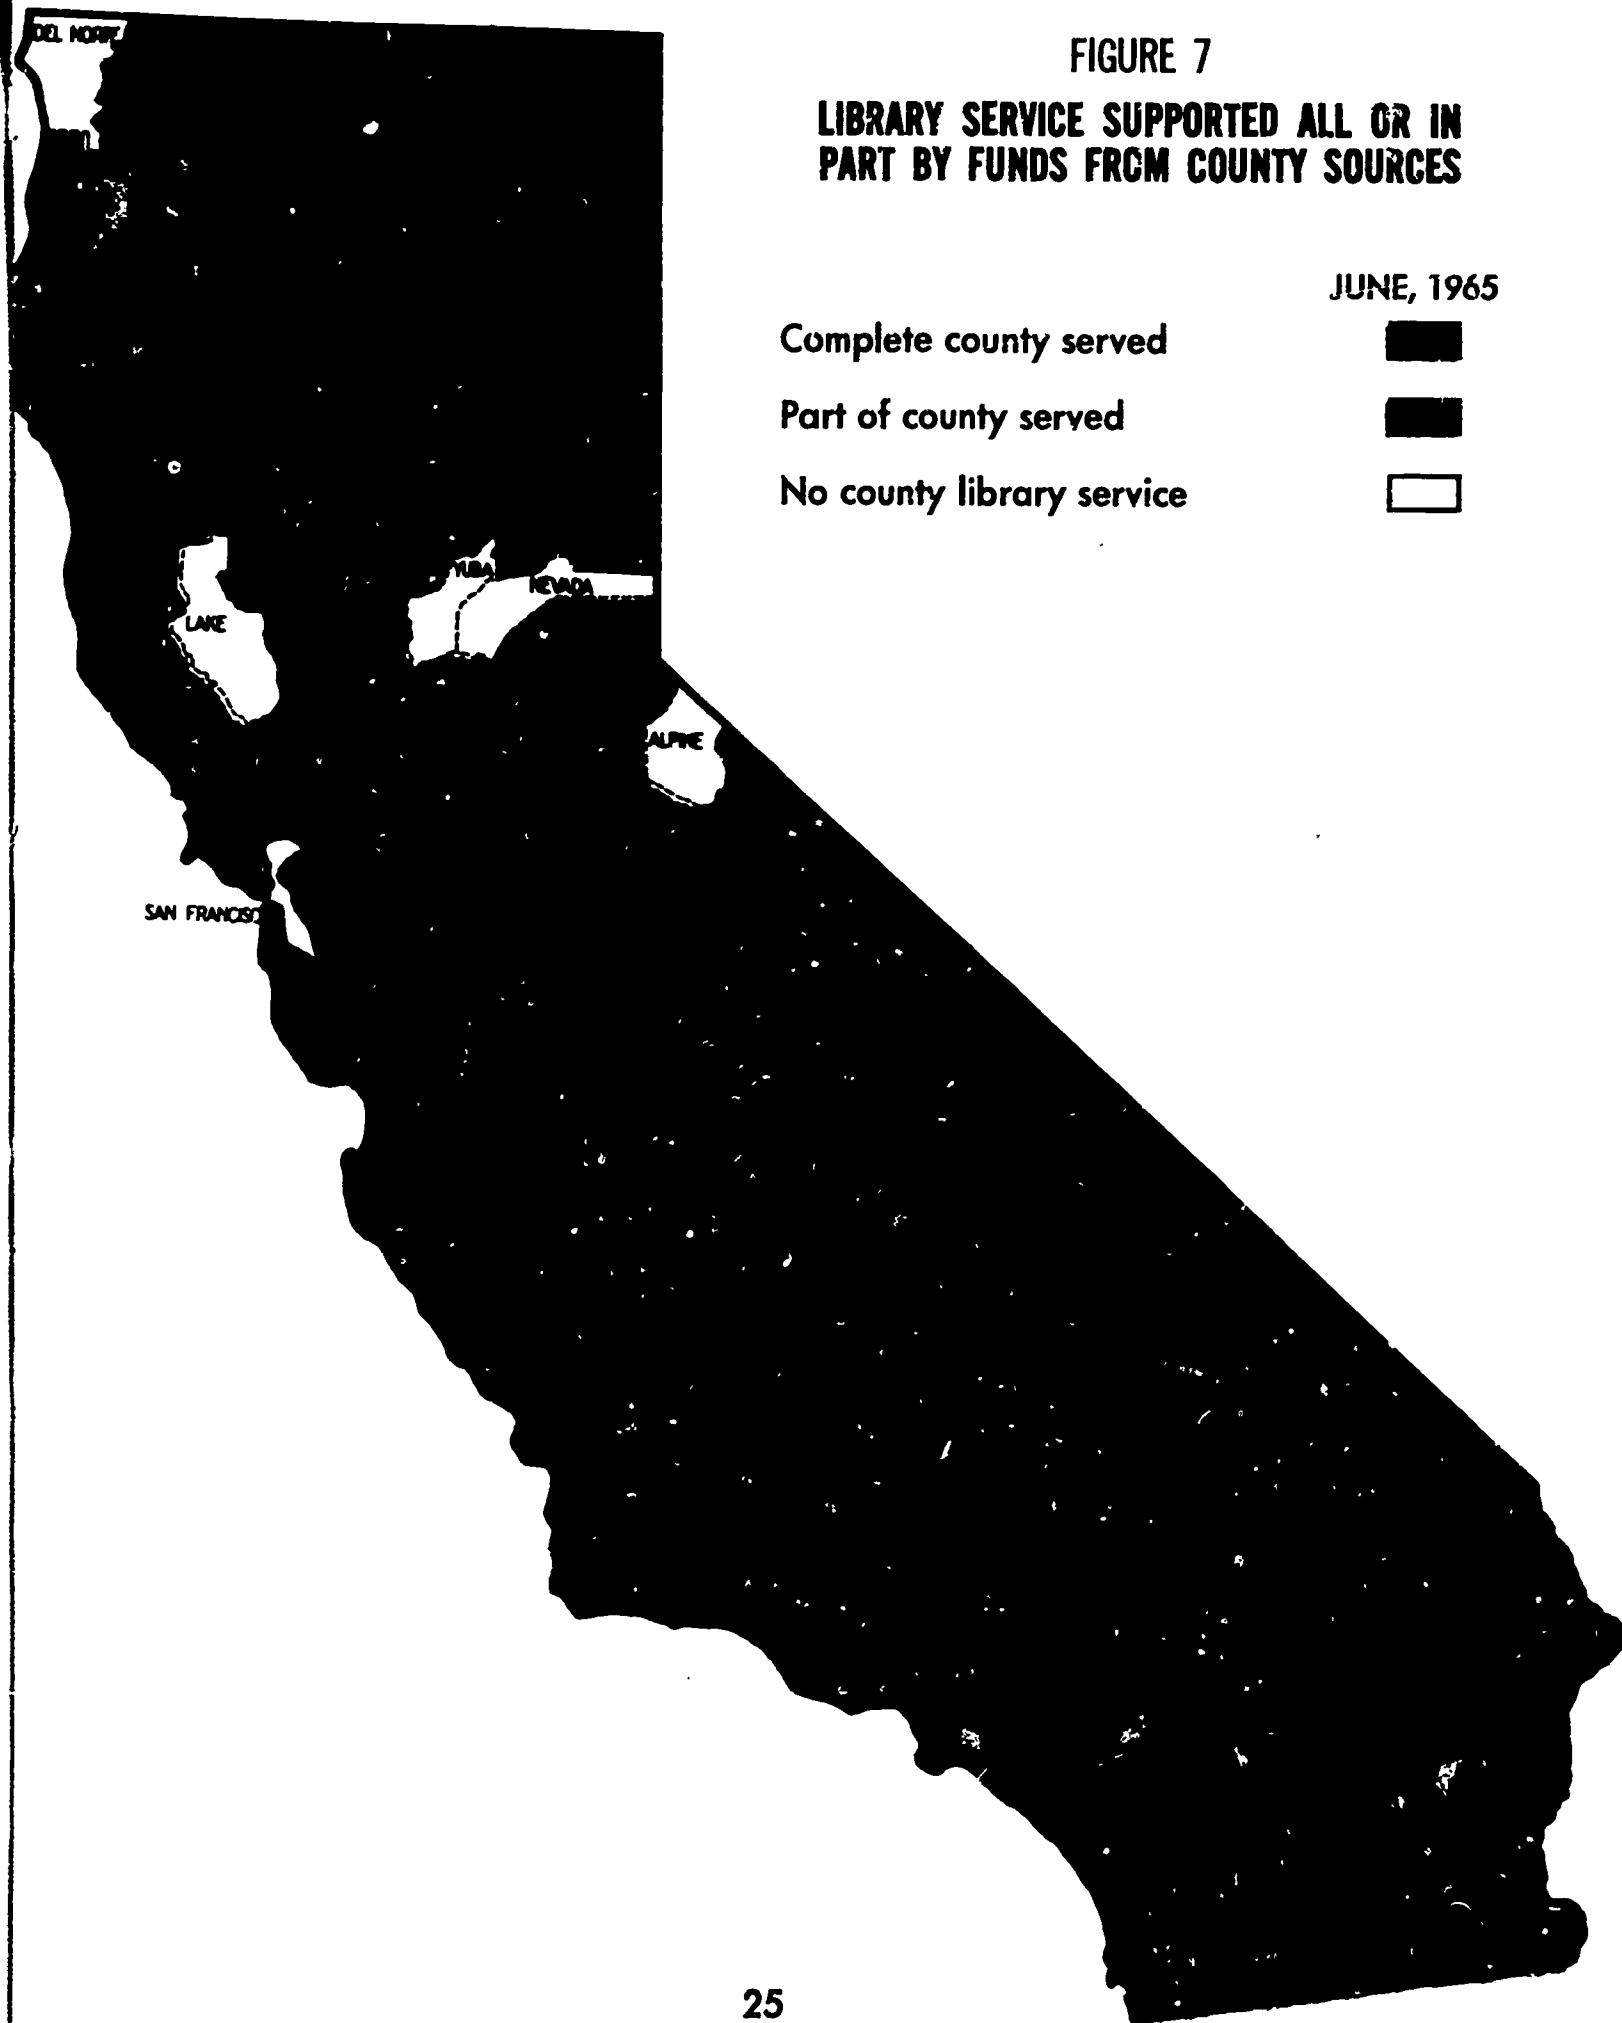 FIGURE 7
LIBRARY SERVICE SUPPORTED ALL OR IN
PART BY FUNDS FROM COUNTY SOURCES
JUNE, 1965
Complete county served
Part of county served
No county library service
DEL NORTE
YUBA
NEVADA
LAKE
ALPINE
SAN FRANCISCO
25